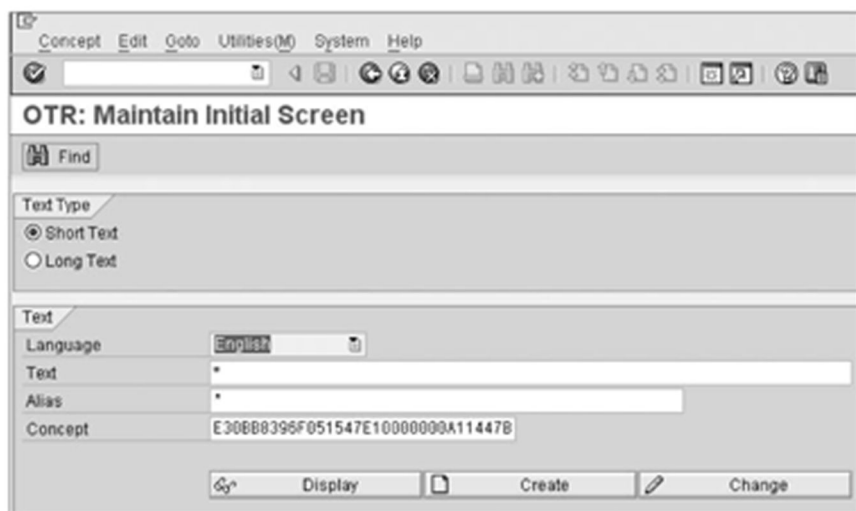 Concept Edit Goto Utilities(M) System Help
OTR: Maintain Initial Screen
Find
Text Type
Short Text
Long Text
Text
Language English
Text *
Alias *
Concept E30BB8396F051547E10000000A11447B
Display Create Change